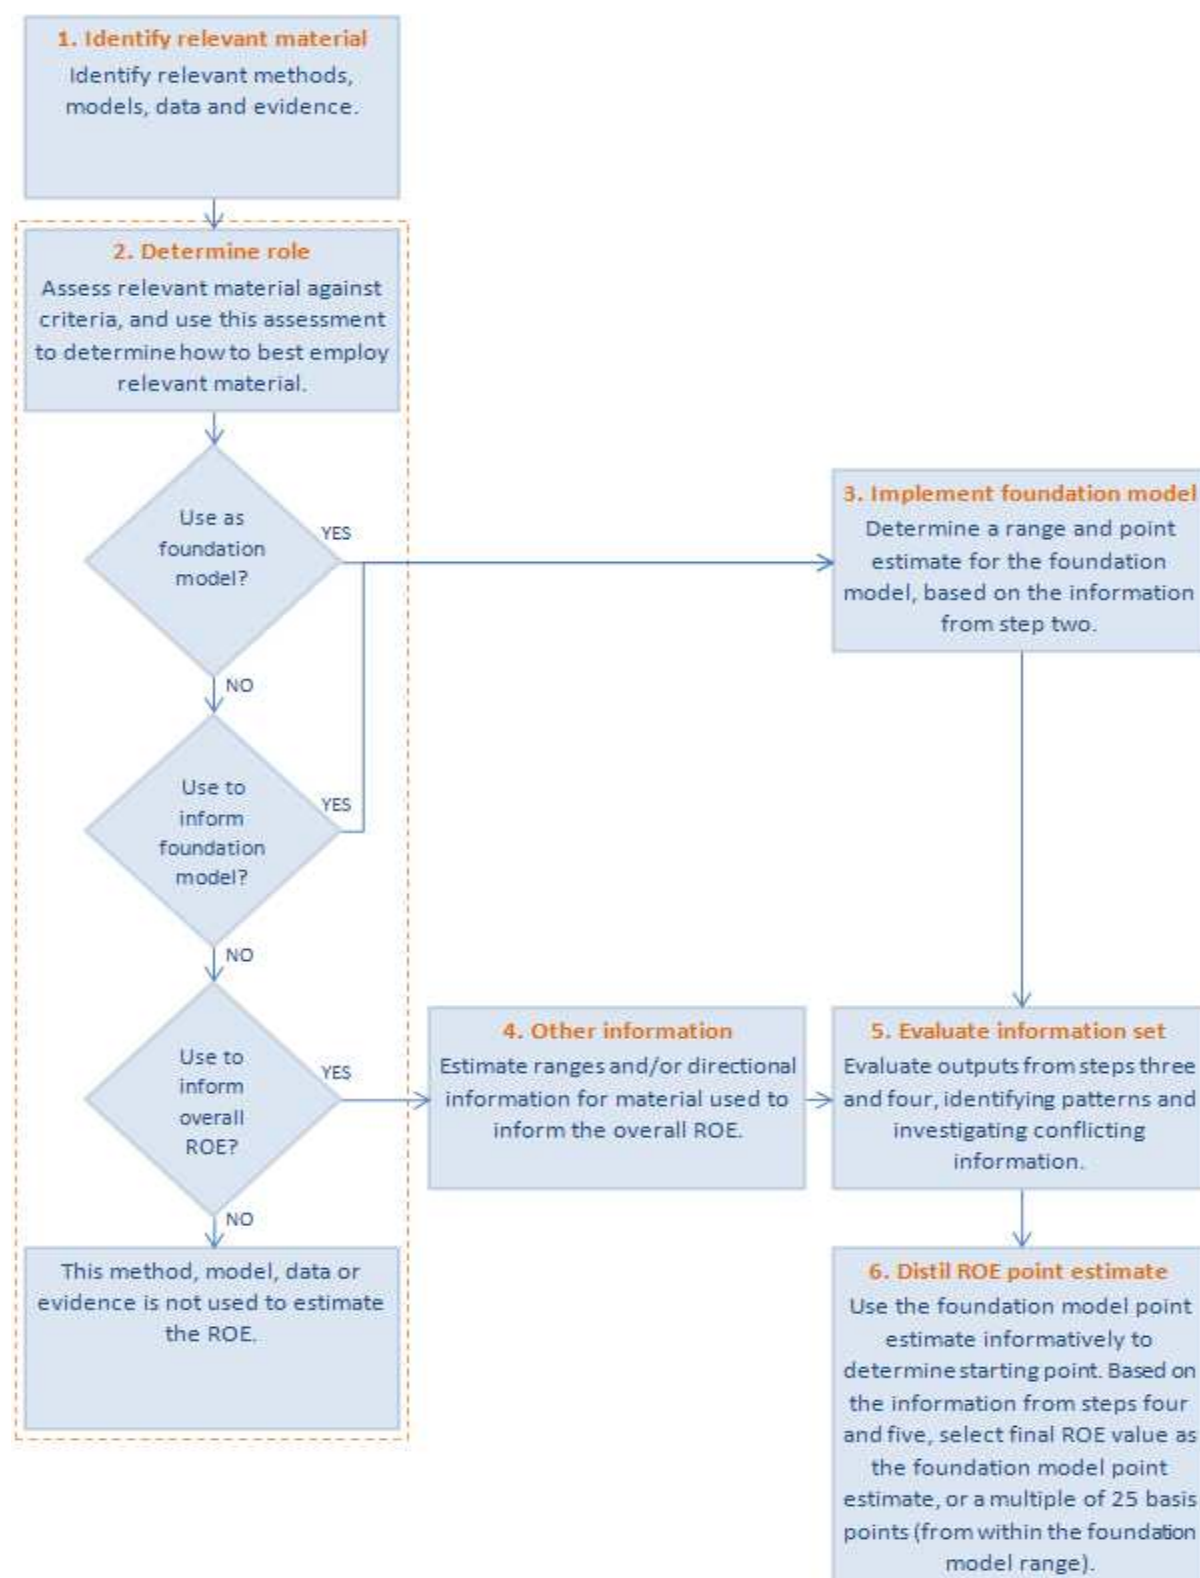 1. Identify relevant material
Identify relevant methods,
models, data and evidence.
2. Determine role
Assess relevant material against
criteria, and use this assessment
to determine how to best employ
relevant material.
Use as
foundation
model?
YES
NO
3. Implement foundation model
Determine a range and point
estimate for the foundation
model, based on the information
from step two.
Use to
inform
foundation
model?
YES
NO
Use to
inform
overall
ROE?
YES
NO
4. Other information
Estimate ranges and/or directional
information for material used to
inform the overall ROE.
5. Evaluate information set
Evaluate outputs from steps three
and four, identifying patterns and
investigating conflicting
information.
This method, model, data or
evidence is not used to estimate
the ROE.
6. Distil ROE point estimate
Use the foundation model point
estimate informatively to
determine starting point. Based on
the information from steps four
and five, select final ROE value as
the foundation model point
estimate, or a multiple of 25 basis
points (from within the foundation
model range).